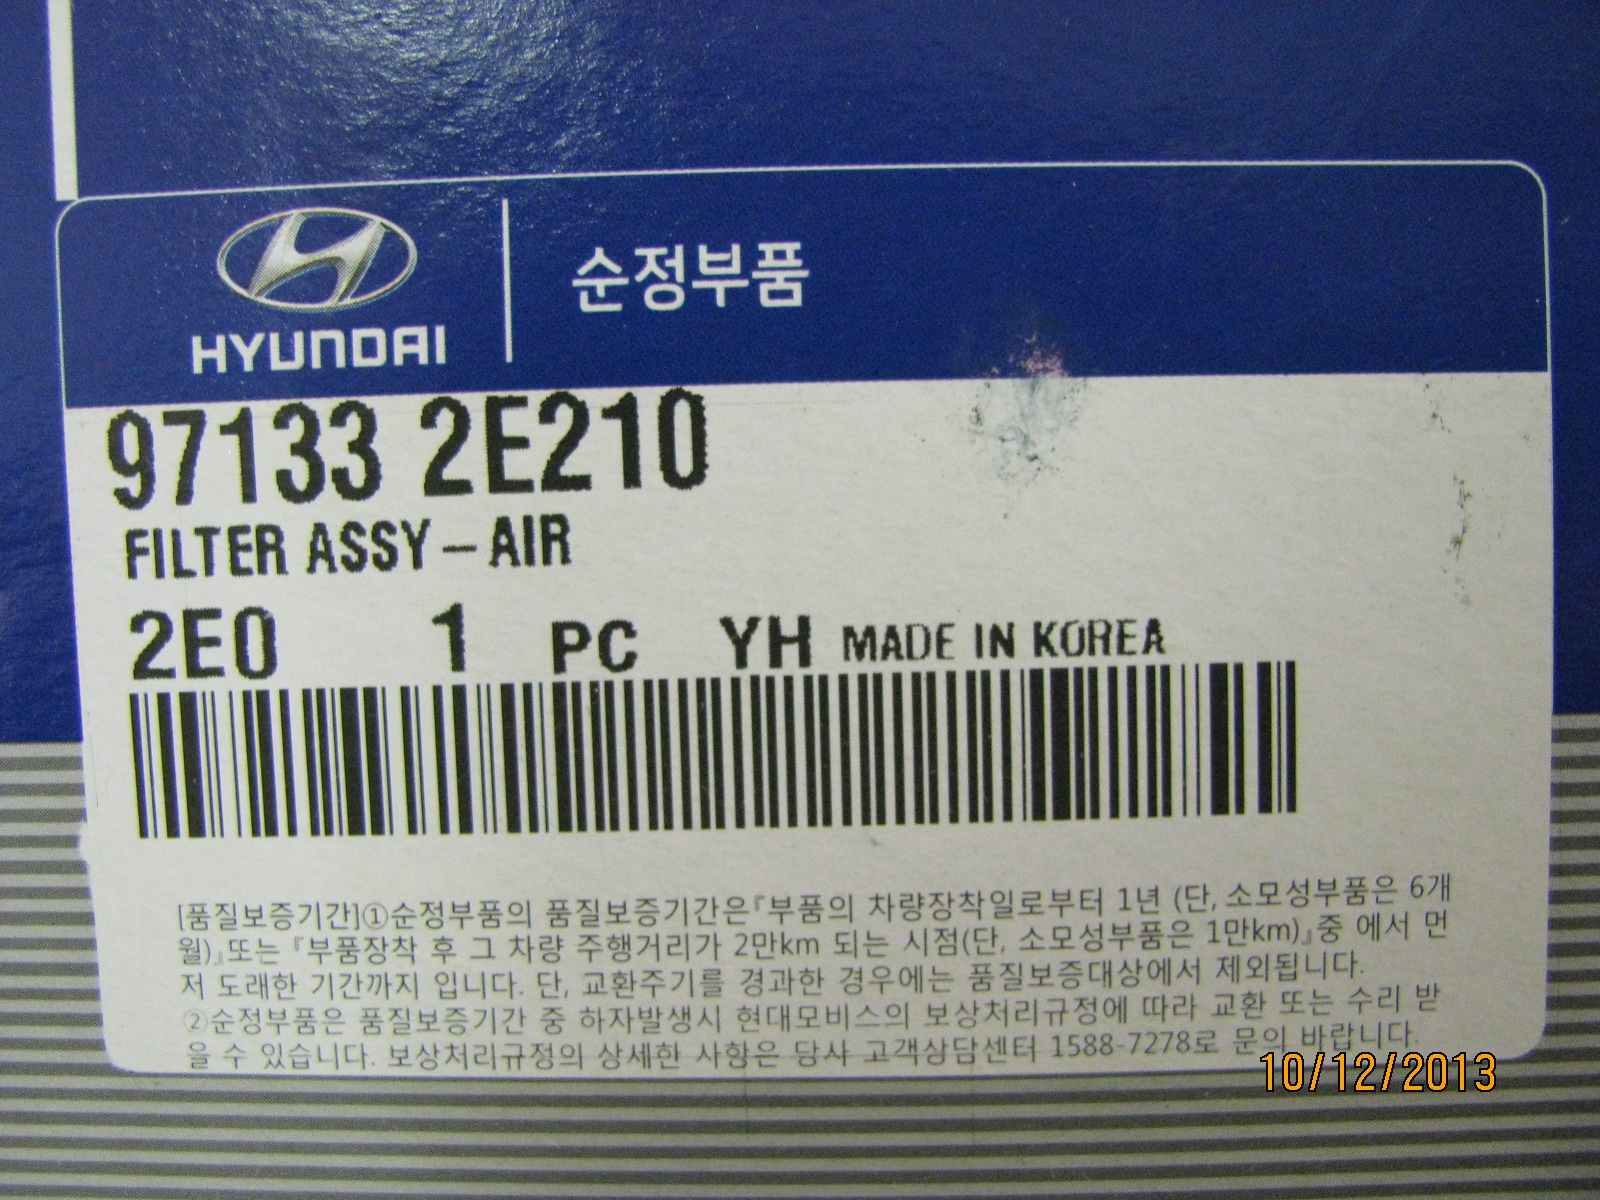 HYUNDAI
순정부품
97133 2E210
FILTER ASSY – AIR
2E0 1 PC YH MADE IN KOREA
[품질보증기간]①순정부품의 품질보증기간은『부품의 차량장착일로부터 1년 (단, 소모성부품은 6개
월)』또는 『부품장착 후 그 차량 주행거리가 2만km 되는 시점(단, 소모성부품은 1만km)』중 에서 먼
저 도래한 기간까지 입니다. 단, 교환주기를 경과한 경우에는 품질보증대상에서 제외됩니다.
②순정부품은 품질보증기간 중 하자발생시 현대모비스의 보상처리규정에 따라 교환 또는 수리 받
을 수 있습니다. 보상처리규정의 상세한 사항은 당사 고객상담센터 1588-7278로 문의 바랍니다.
10/12/2013